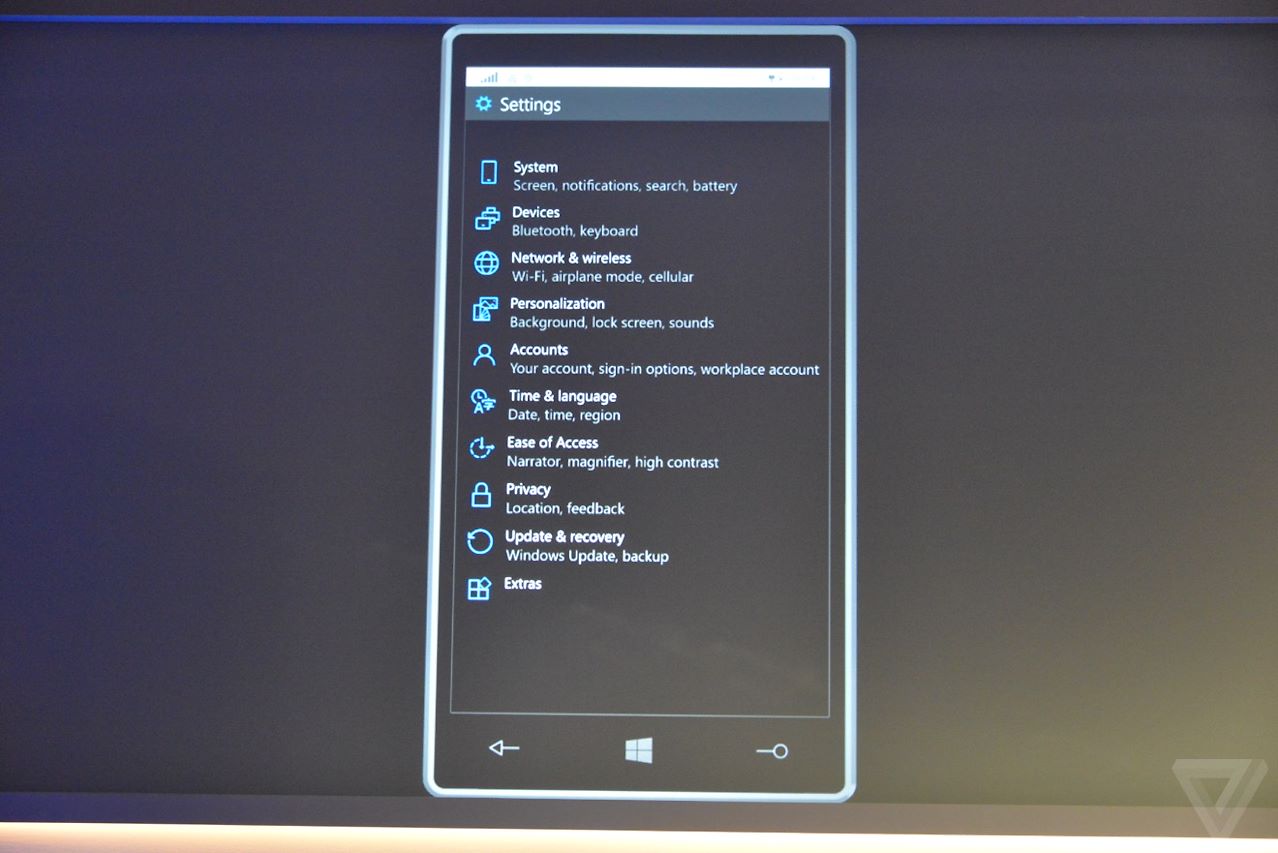 Settings
System
Screen, notifications, search, battery
Devices
Bluetooth, keyboard
Network & wireless
Wi-Fi, airplane mode, cellular
Personalization
Background, lock screen, sounds
Accounts
Your account, sign-in options, workplace account
Time & language
Date, time, region
Ease of Access
Narrator, magnifier, high contrast
Privacy
Location, feedback
Update & recovery
Windows Update, backup
Extras